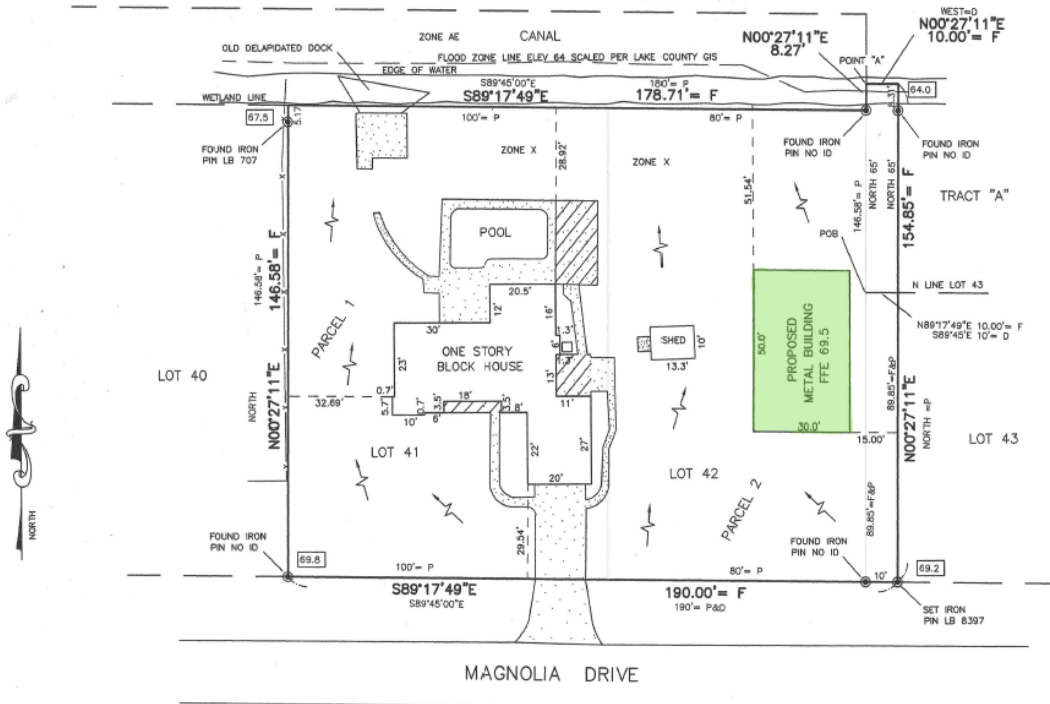 WEST=D
N00°27'11"E
10.00'= F
ZONE AE
CANAL
N00°27'11"E
8.27'
OLD DELAPIDATED DOCK
FLOOD ZONE LINE ELEV 64 SCALED PER LAKE COUNTY GIS
POINT "A"
EDGE OF WATER
S89°45'00"E
180'= P
WETLAND LINE
S89°17'49"E
178.71'= F
64.0
8.31'
67.5
5.17'
100'= P
80'= P
FOUND IRON
PIM LB 707
ZONE X
28.92'
ZONE X
FOUND IRON
PIN NO ID
FOUND IRON
PIN NO ID
51.54'
146.58'= P
NORTH 65'
NORTH 65'
154.85'= F
TRACT "A"
POOL
POB
146.58'= P
146.58'= F
N LINE LOT 43
20.5'
12'
16'
PARCEL 1
30'
N89°17'49"E 10.00'= F
S89°45'E 10'= D
ONE STORY
BLOCK HOUSE
23'
.3'
6'
1.3'
13'
SHED
10'
13.3'
50.0'
PROPOSED
METAL BUILDING
FFE 69.5
LOT 40
NORTH
N00°27'11"E
0.7'
32.69'
5.7'
10'
0.7'
6'
3.5'
18'
3.5'
8'
11'
30.0'
15.00'
89.85'=F&P
N00°27'11"E
NORTH =P
LOT 43
LOT 41
22'
27'
20'
LOT 42
PARCEL 2
NORTH
FOUND IRON
PIN NO ID
69.8
29.54'
FOUND IRON
PIN NO ID
89.85'=F&P
100'= P
80'= P
10'
69.2
S89°17'49"E
S89°45'00"E
190.00'= F
190'= P&D
SET IRON
PIN LB 8397
MAGNOLIA DRIVE